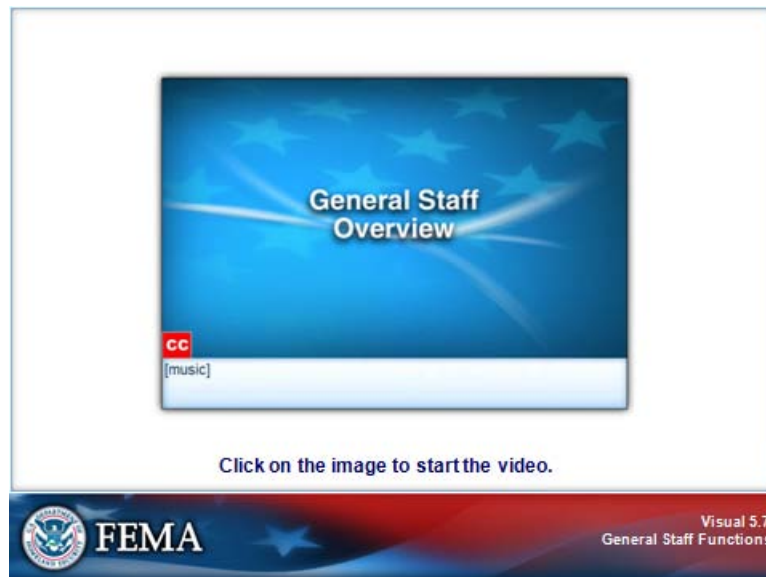 General Staff
Overview
CC
[music]
Click on the image to start the video.
FEMA
Visual 5.7
General Staff Functions